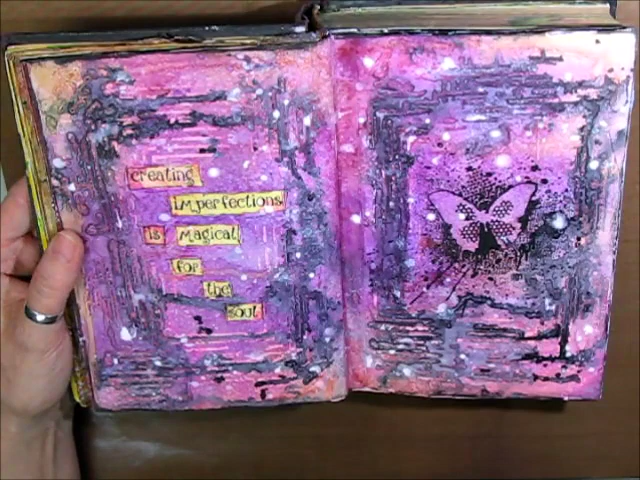 creating
imperfections
is magical
for
the
soul